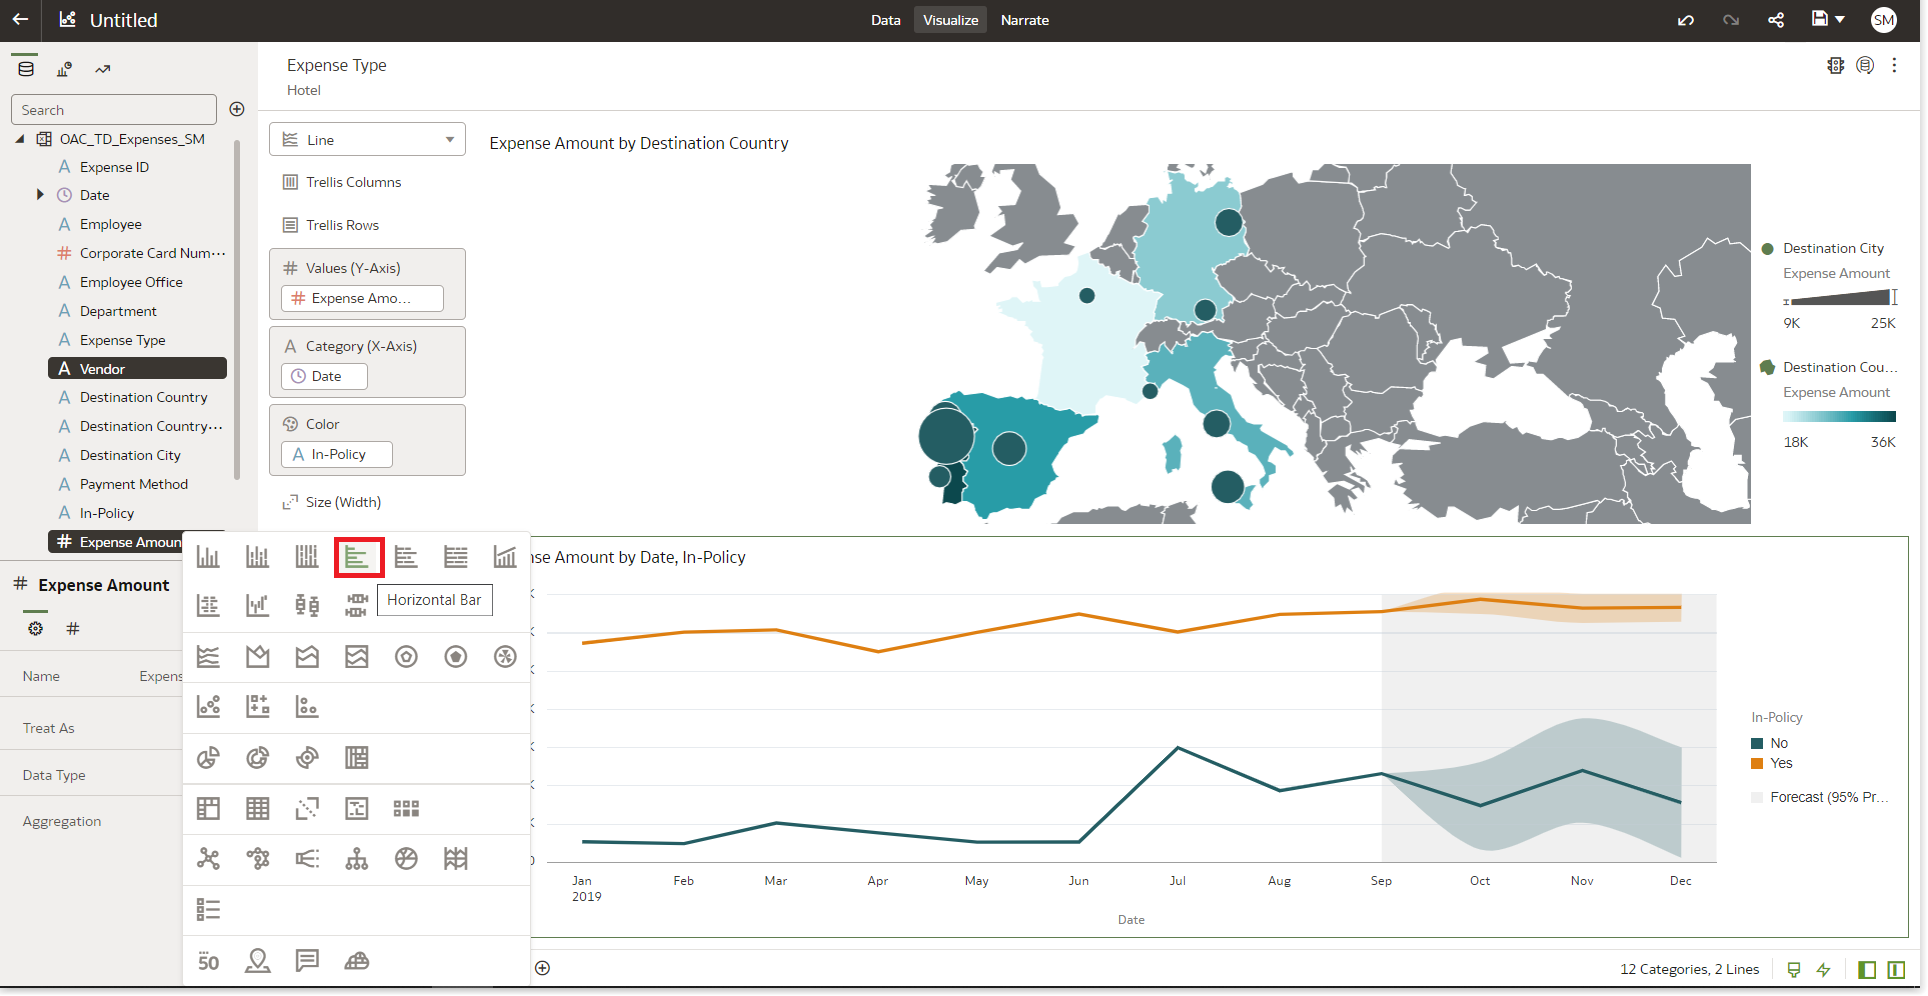 Untitled
Data Visualize Narrate
SM
Search
OAC_TD_Expenses_SM
Expense ID
Date
Employee
Corporate Card Num...
Employee Office
Department
Expense Type
Vendor
Destination Country
Destination Country...
Destination City
Payment Method
In-Policy
Expense Amoun
Expense Amount
Name Expens
Treat As
Data Type
Aggregation
Expense Type
Hotel
Line
Trellis Columns
Trellis Rows
Values (Y-Axis)
Expense Amo...
Category (X-Axis)
Date
Color
In-Policy
Size (Width)
Horizontal Bar
50
Expense Amount by Destination Country
Destination City
Expense Amount
9K 25K
Destination Cou...
Expense Amount
18K 36K
nse Amount by Date, In-Policy
K
K
K
K
K
K
K
0
Jan Feb Mar Apr May Jun Jul Aug Sep Oct Nov Dec
2019
Date
In-Policy
No
Yes
Forecast (95% Pr...
12 Categories, 2 Lines